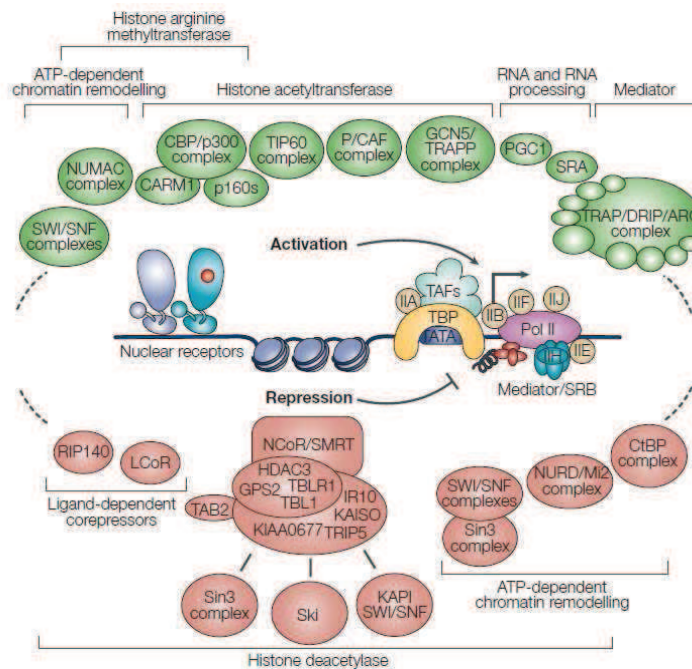 Histone arginine
methyltransferase
ATP-dependent
chromatin remodelling
Histone acetyltransferase
RNA and RNA
processing
Mediator
CBP/p300
complex
TIP60
complex
P/CAF
complex
GCN5/
TRAPP
complex
PGC1
SRA
NUMAC
complex
CARM1
p160s
SWI/SNF
complexes
TRAP/DRIP/ARC
complex
Activation
IIA
TAFs
IIB
IIF
IIJ
TBP
TATA
Pol II
IIH
IIE
Nuclear receptors
Mediator/SRB
Repression
NCoR/SMRT
RIP140
LCoR
HDAC3
GPS2
TBLR1
TBL1
IR10
KAISO
KIAA0677
TRIP5
TAB2
Ligand-dependent
corepressors
CtBP
complex
NURD/Mi2
complex
SWI/SNF
complexes
Sin3
complex
Sin3
complex
Ski
KAPI
SWI/SNF
ATP-dependent
chromatin remodelling
Histone deacetylase